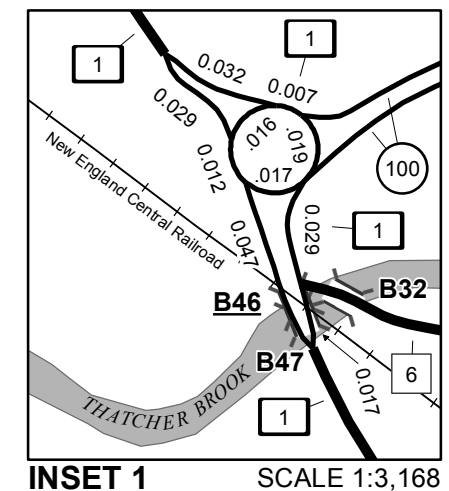 1
1
0.032
0.007
0.029
.016
.019
.017
0.012
100
New England Central Railroad
0.029
1
0.047
B32
B46
B47
6
0.017
THATCHER BROOK
1
INSET 1
SCALE 1:3,168